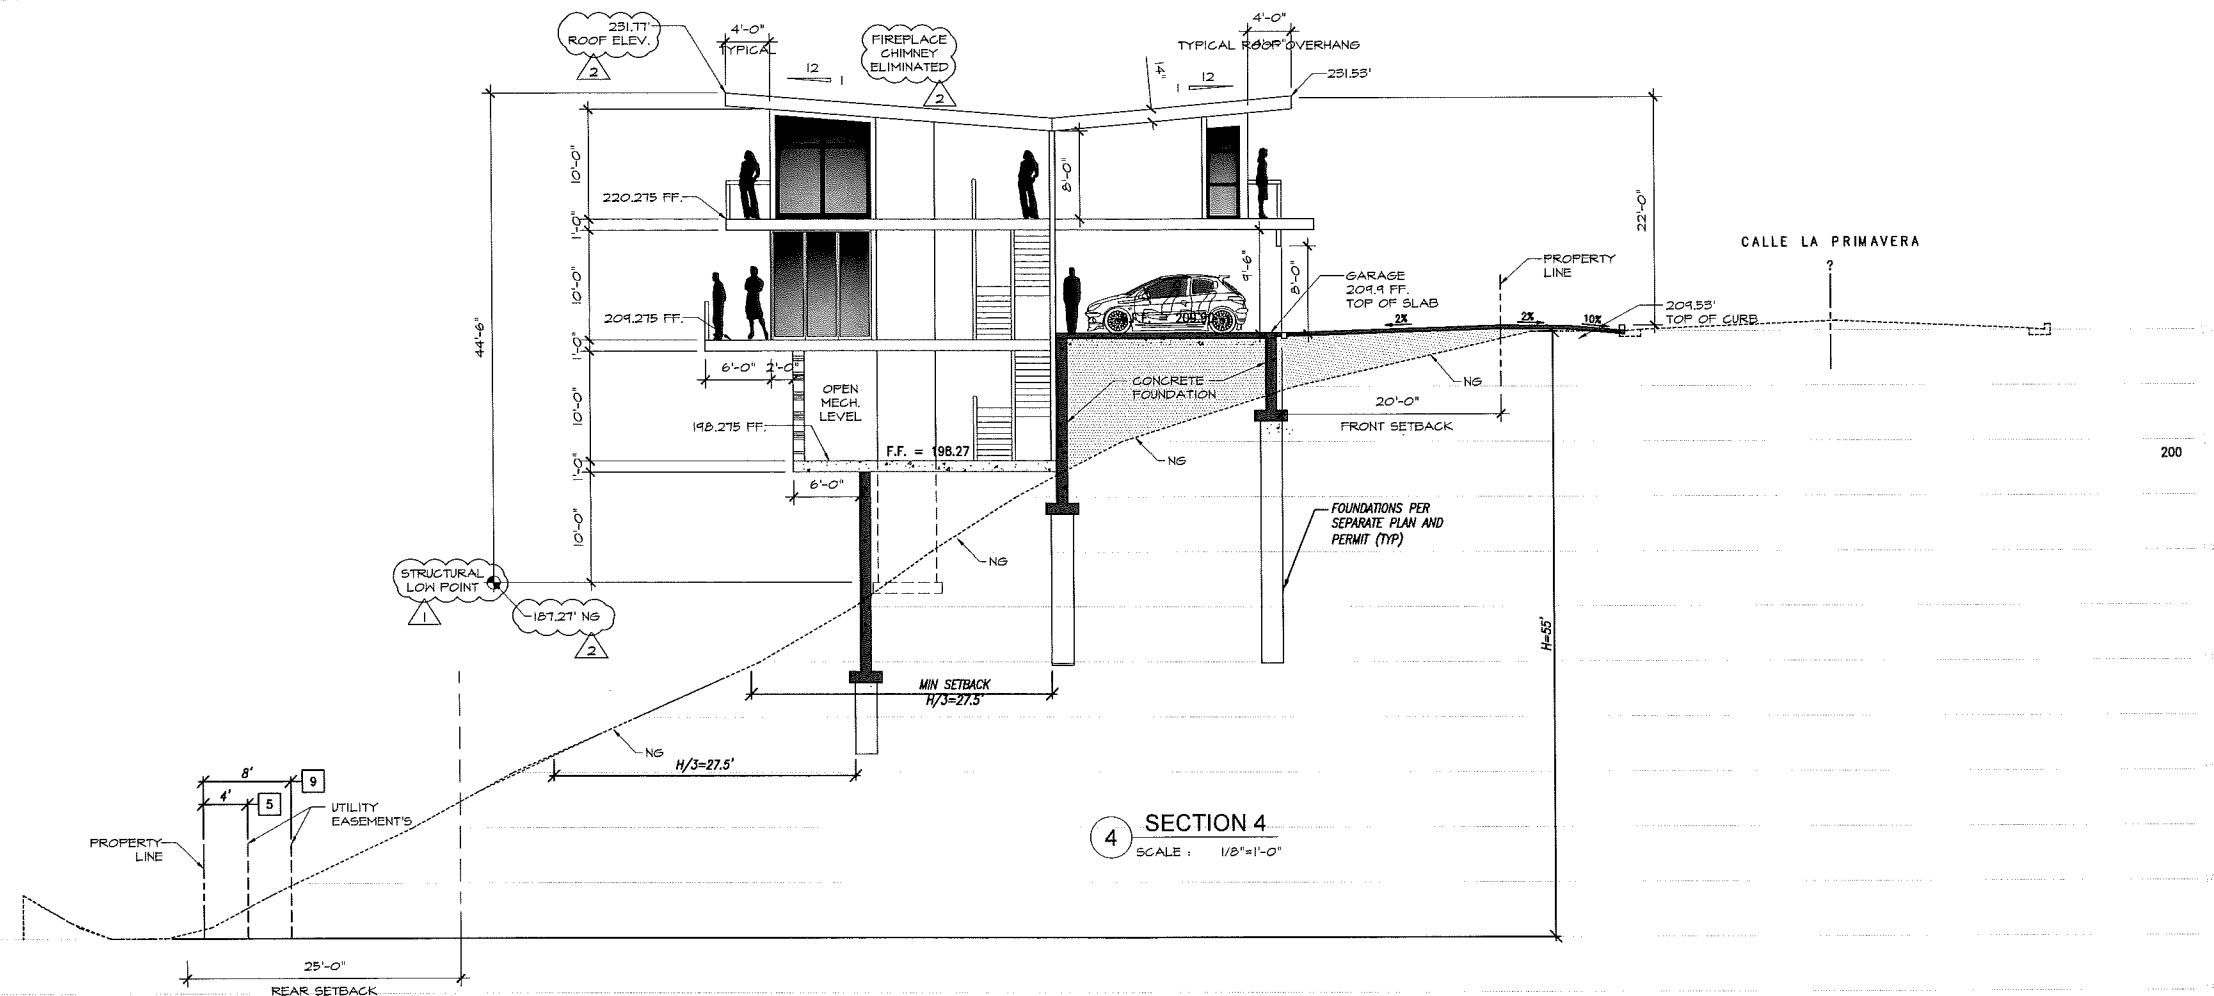 231.77'
ROOF ELEV.
2
4'-0"
TYPICAL
12
1
FIREPLACE
CHIMNEY
ELIMINATED
2
4'-0"
TYPICAL ROOF OVERHANG
14"
12
1
231.53'
44'-6"
10'-0"
1'-0"
10'-0"
1'-0"
10'-0"
1'-0"
10'-0"
220.275 FF.
209.275 FF.
8'-0"
9'-6"
8'-0"
22'-0"
GARAGE
209.9 FF.
TOP OF SLAB
PROPERTY
LINE
CALLE LA PRIMAVERA
?
209.53'
TOP OF CURB
2%
2%
10%
6'-0"
2'-0"
OPEN
MECH.
LEVEL
198.275 FF.
F.F. = 198.27
6'-0"
CONCRETE
FOUNDATION
NG
20'-0"
FRONT SETBACK
NG
200
FOUNDATIONS PER
SEPARATE PLAN AND
PERMIT (TYP)
NG
STRUCTURAL
LOW POINT
1
187.27' NG
2
H=55'
MIN SETBACK
H/3=27.5'
NG
H/3=27.5'
8'
9
4'
5
UTILITY
EASEMENT'S
PROPERTY
LINE
4
SECTION 4
SCALE : 1/8"=1'-0"
25'-0"
REAR SETBACK